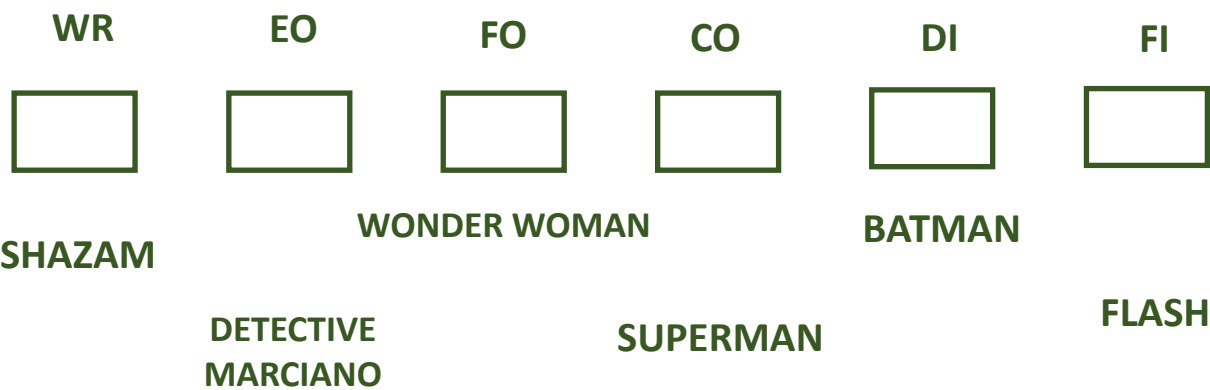 WR EO FO CO DI FI
WONDER WOMAN BATMAN
SHAZAM
FLASH
DETECTIVE SUPERMAN
MARCIANO